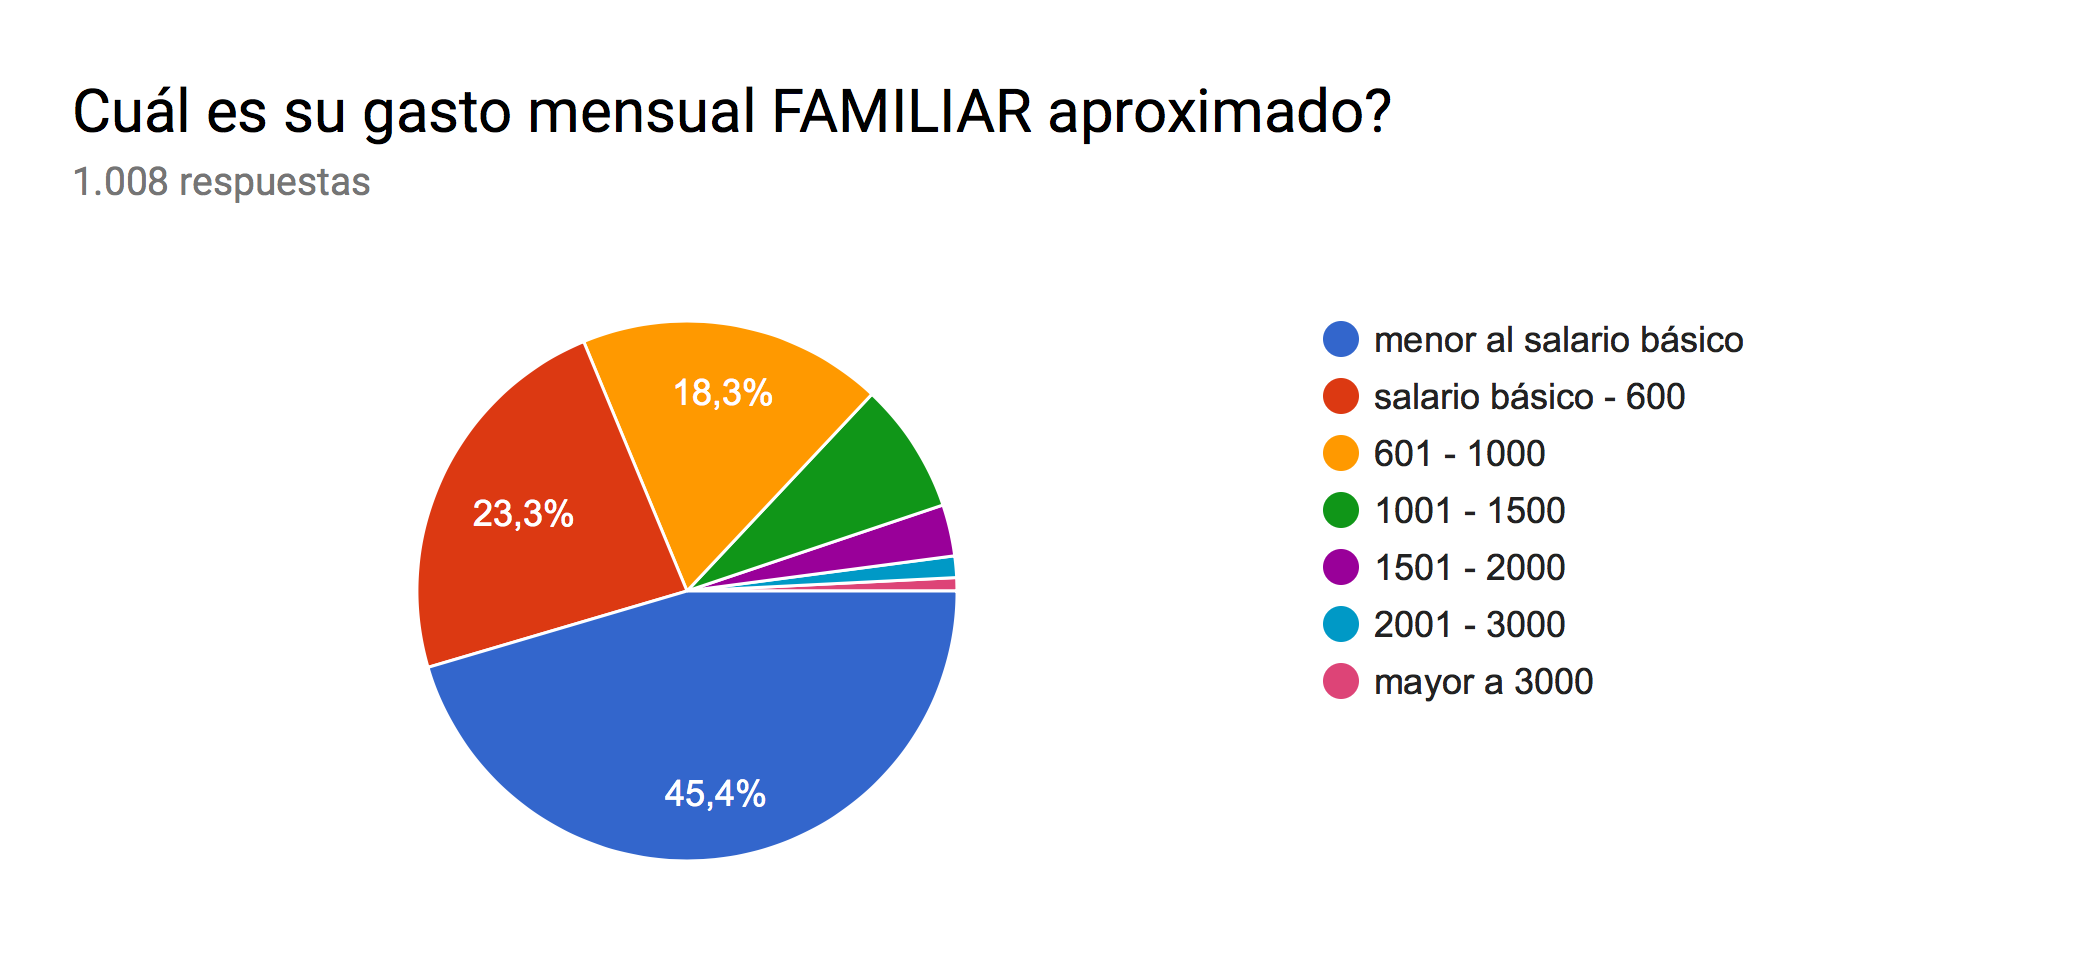 Cuál es su gasto mensual FAMILIAR aproximado?
1.008 respuestas
18,3%
23,3%
45,4%
menor al salario básico
salario básico - 600
601 - 1000
1001 - 1500
1501 - 2000
2001 - 3000
mayor a 3000